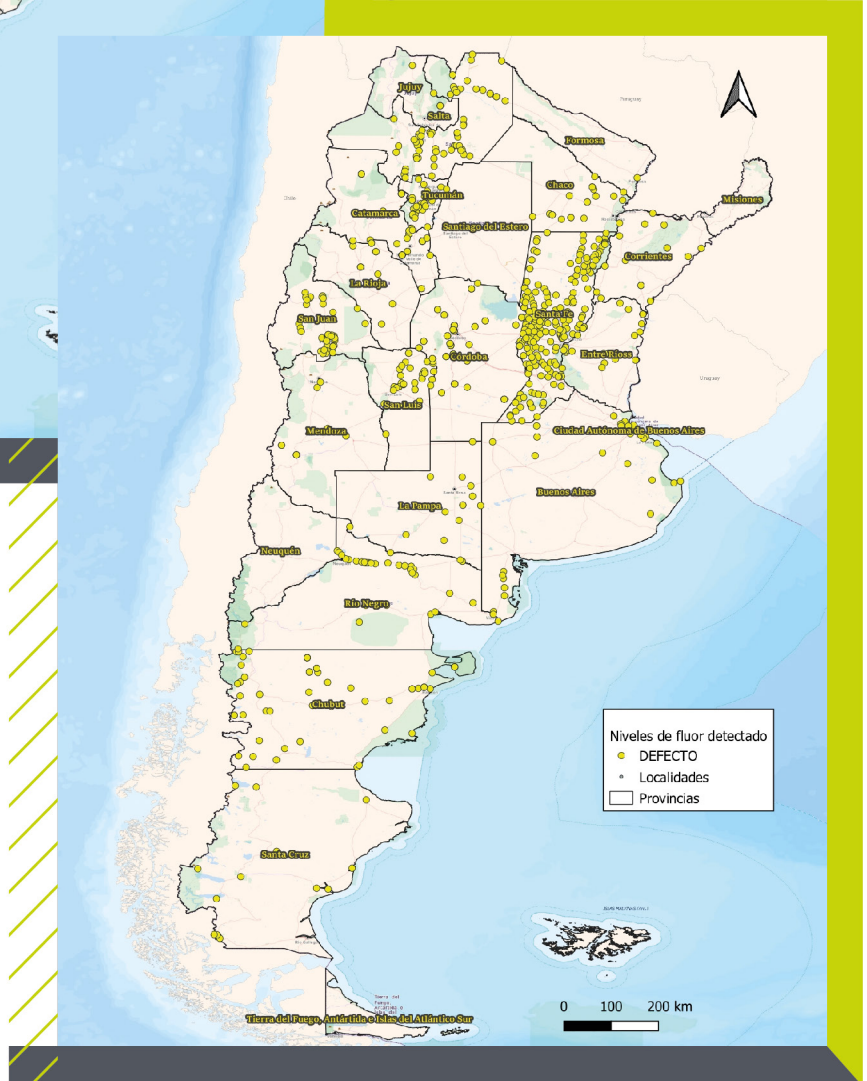 Jujuy
Salta
Paraguay
Formosa
Chaco
Misiones
Tucumán
Catamarca
Santiago del Estero
Corrientes
La Rioja
San Juan
Santa Fe
Córdoba
Entre Rioss
San Luis
Uruguay
Mendoza
Ciudad Autónoma de Buenos Aires
Buenos Aires
La Pampa
Neuquén
Río Negro
Chubut
Niveles de fluor detectado
DEFECTO
Localidades
Provincias
Santa Cruz
0 100 200 km
Tierra del Fuego, Antártida e Islas del Atlántico Sur